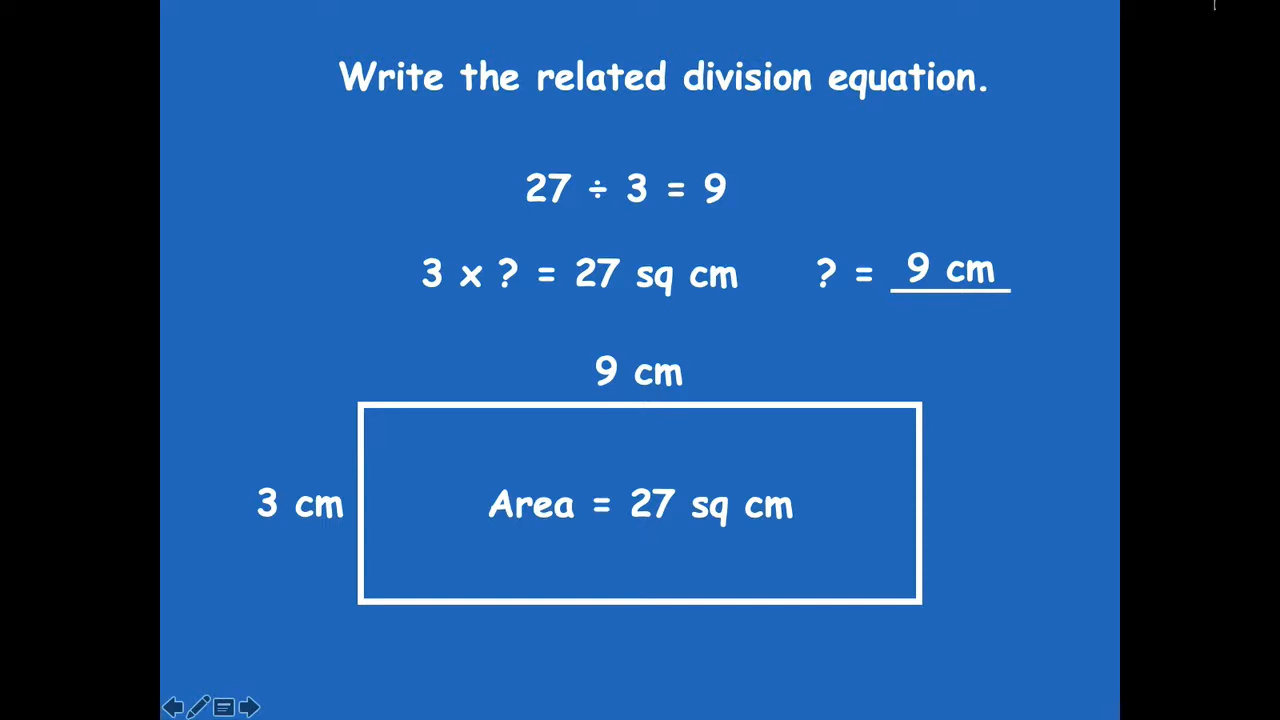 Write the related division equation.
27 ÷ 3 = 9
3 x ? = 27 sq cm ? = 9 cm
9 cm
3 cm Area = 27 sq cm